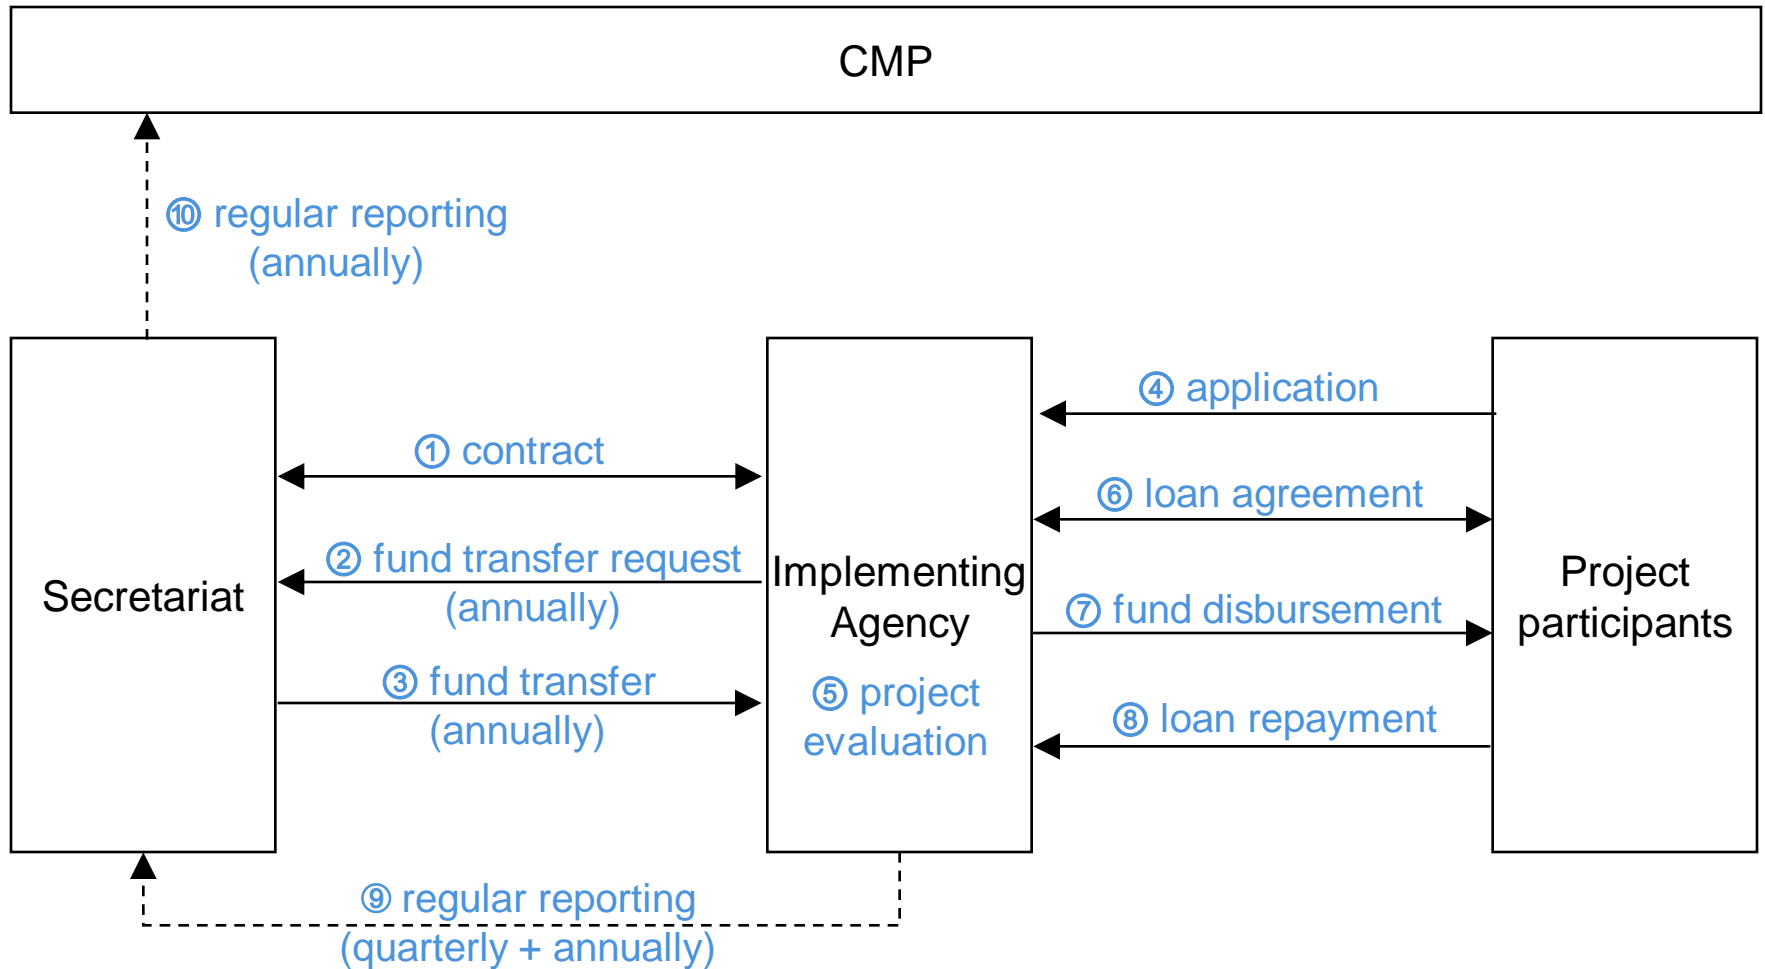 CMP
⑩ regular reporting
(annually)
Secretariat
① contract
② fund transfer request
(annually)
③ fund transfer
(annually)
Implementing
Agency
⑤ project
evaluation
④ application
⑥ loan agreement
⑦ fund disbursement
⑧ loan repayment
Project
participants
⑨ regular reporting
(quarterly + annually)